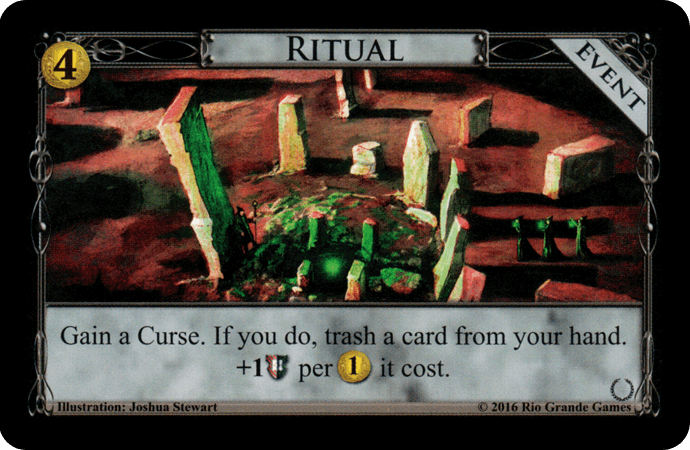 4
RITUAL
EVENT
Gain a Curse. If you do, trash a card from your hand.
+1 per 1 it cost.
Illustration: Joshua Stewart
© 2016 Rio Grande Games